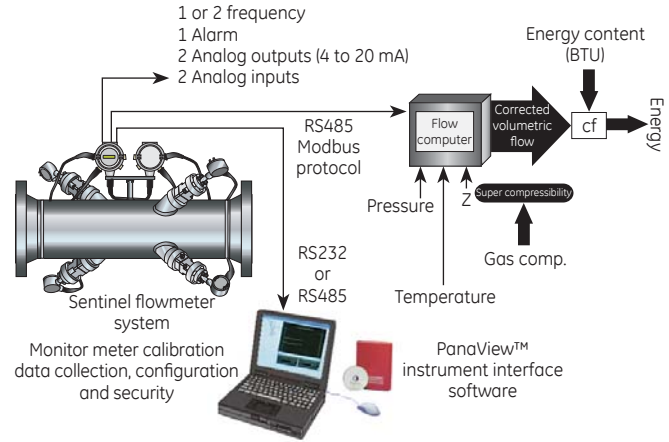 1 or 2 frequency
1 Alarm
2 Analog outputs (4 to 20 mA)
2 Analog inputs
Energy content
(BTU)
Energy
RS485
Modbus
protocol
Flow
computer
Corrected
volumetric
flow
cf
Pressure
Z
Super compressibility
Gas comp.
Temperature
RS232
or
RS485
Sentinel flowmeter
system
Monitor meter calibration
data collection, configuration
and security
PanaView™
instrument interface
software